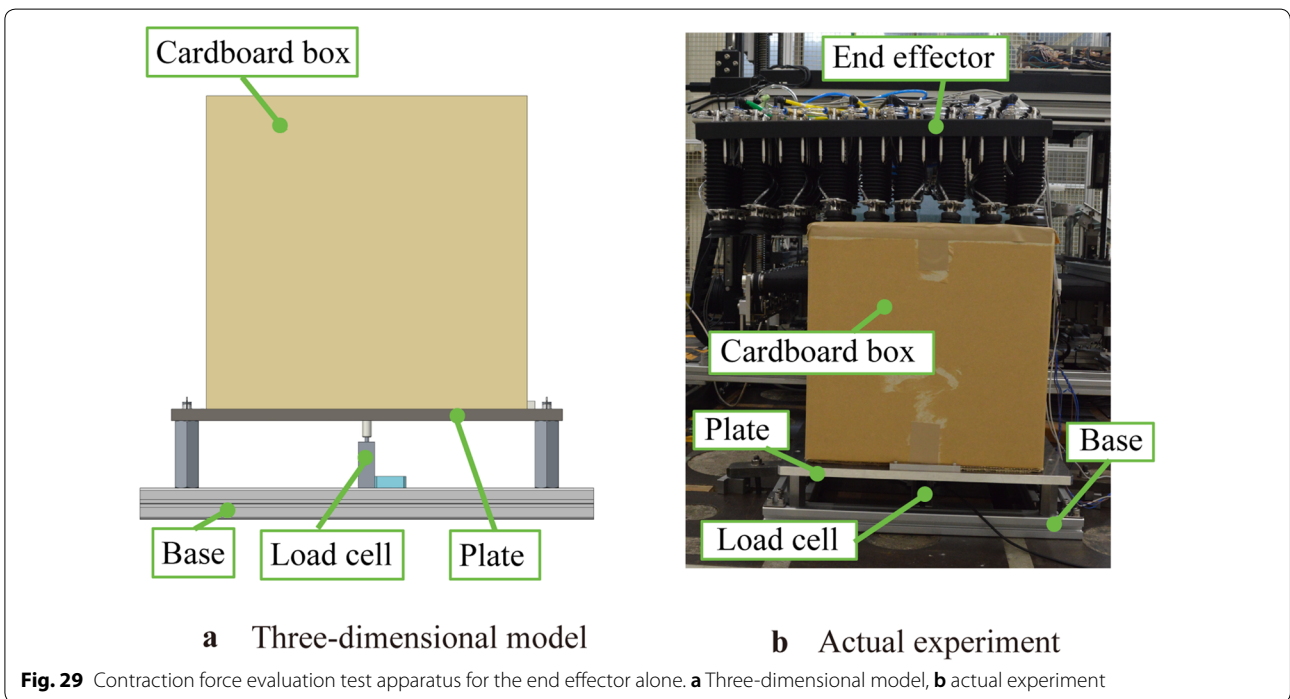 Cardboard box
End effector
Cardboard box
Plate
Base
Base
Load cell
Plate
Load cell
a Three-dimensional model
b Actual experiment
Fig. 29 Contraction force evaluation test apparatus for the end effector alone. a Three-dimensional model, b actual experiment